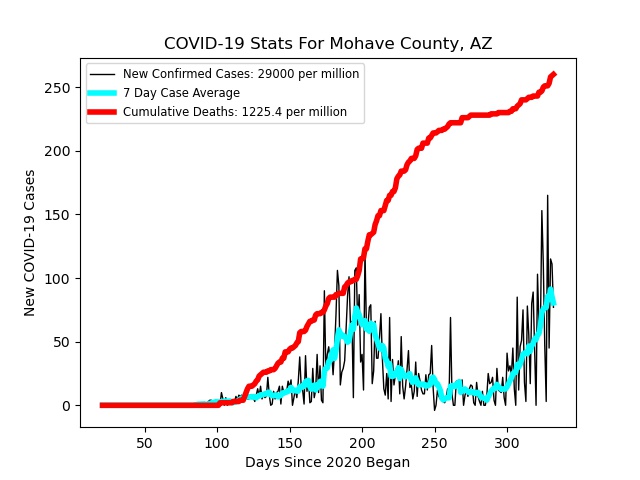 COVID-19 Stats For Mohave County, AZ
New Confirmed Cases: 29000 per million
7 Day Case Average
Cumulative Deaths: 1225.4 per million
New COVID-19 Cases
250
200
150
100
50
0
50 100 150 200 250 300
Days Since 2020 Began